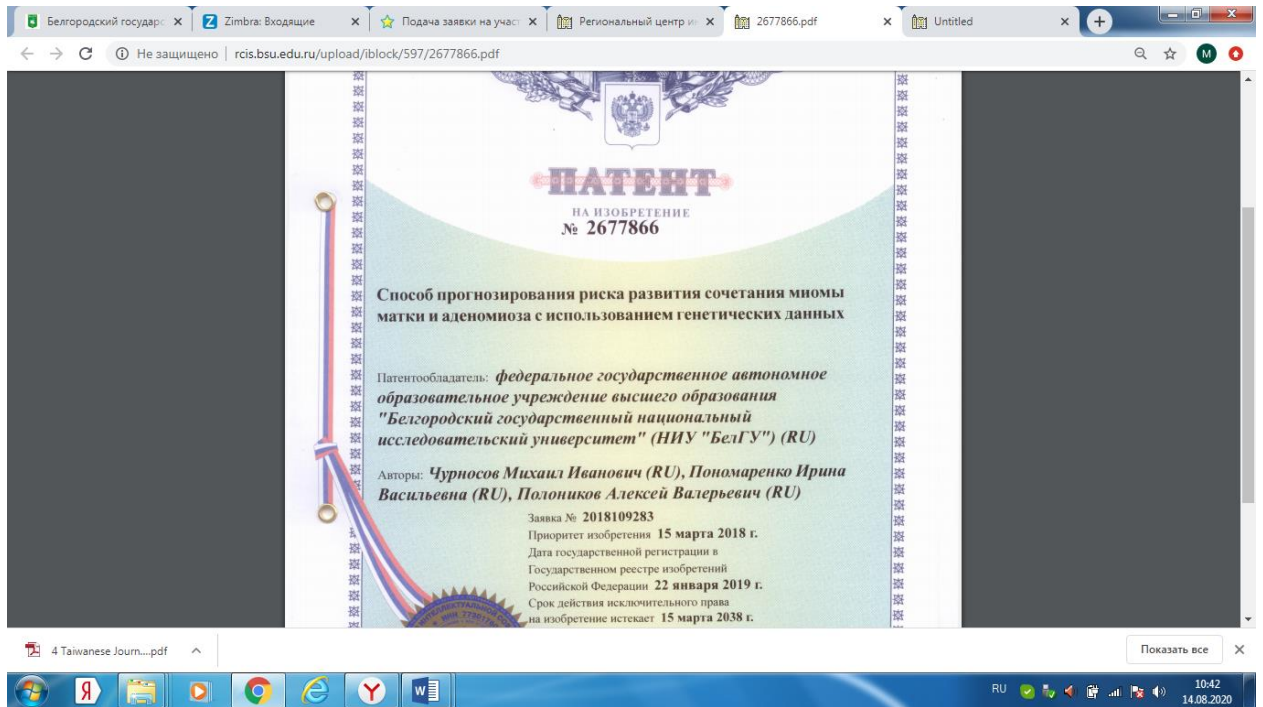 Белгородский государс
Zimbra: Входящие
Подача заявки на участ
Региональный центр ин
2677866.pdf
Untitled
Не защищено | rcis.bsu.edu.ru/upload/iblock/597/2677866.pdf
М
ПАТЕНТ
НА ИЗОБРЕТЕНИЕ
№ 2677866
Способ прогнозирования риска развития сочетания миомы
матки и аденомиоза с использованием генетических данных
Патентообладатель: федеральное государственное автономное
образовательное учреждение высшего образования
"Белгородский государственный национальный
исследовательский университет" (НИУ "БелГУ") (RU)
Авторы: Чурносов Михаил Иванович (RU), Пономаренко Ирина
Васильевна (RU), Полоников Алексей Валерьевич (RU)
Заявка № 2018109283
Приоритет изобретения 15 марта 2018 г.
Дата государственной регистрации в
Государственном реестре изобретений
Российской Федерации 22 января 2019 г.
Срок действия исключительного права
на изобретение истекает 15 марта 2038 г.
4 Taiwanese Journ....pdf
Показать все
RU
10:42
14.08.2020